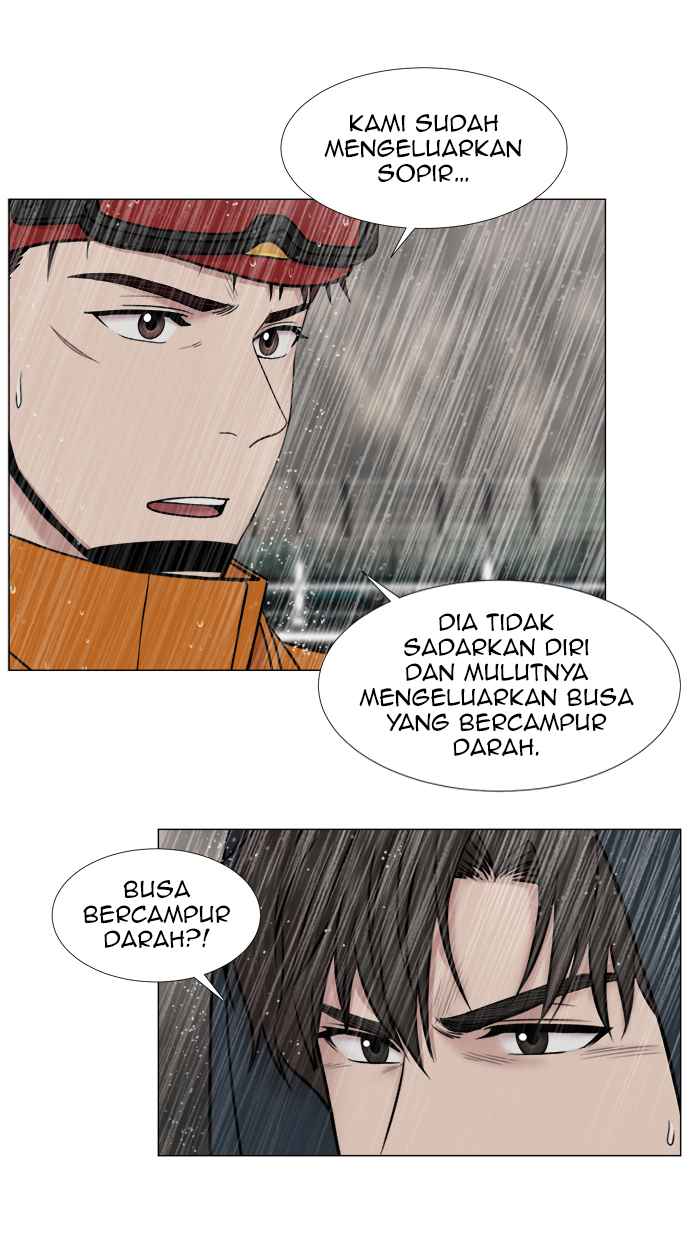 KAMI SUDAH
MENGELUARKAN
SOPIR...
DIA TIDAK
SADARKAN DIRI
DAN MULUTNYA
MENGELUARKAN BUSA
YANG BERCAMPUR
DARAH.
BUSA
BERCAMPUR
DARAH?!